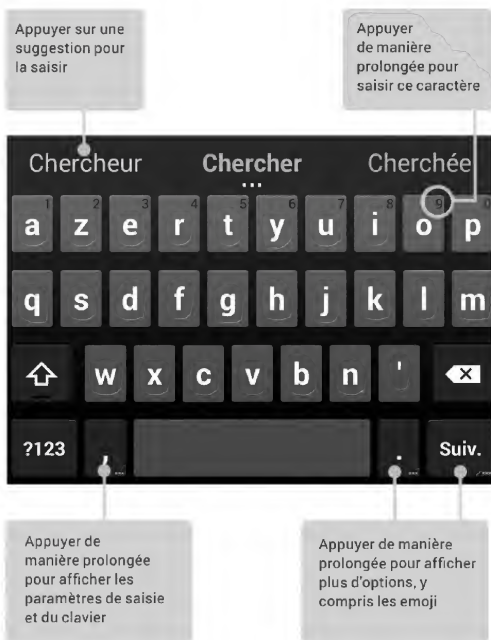 Appuyer sur une
suggestion pour
la saisir
Appuyer
de manière
prolongée pour
saisir ce caractère
Chercheur Chercher Cherchée
1 2 3 4 5 6 7 8 9 0
a z e r t y u i o p
q s d f g h j k l m
w x c v b n '
?123 , . Suiv.
Appuyer de
manière prolongée
pour afficher les
paramètres de saisie
et du clavier
Appuyer de manière
prolongée pour afficher
plus d'options, y
compris les emoji